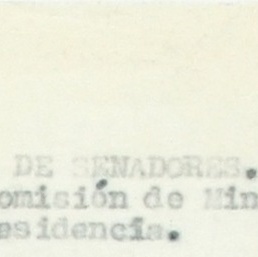 DE SENADORES.
omisión de Min
esidencia.